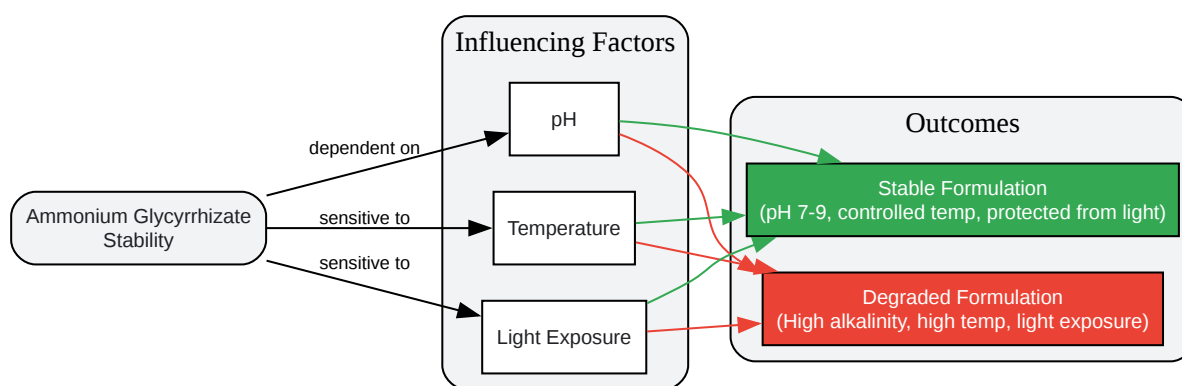 Ammonium Glycyrrhizate
Stability
dependent on
sensitive to
sensitive to
Influencing Factors
pH
Temperature
Light Exposure
Outcomes
Stable Formulation
(pH 7-9, controlled temp, protected from light)
Degraded Formulation
(High alkalinity, high temp, light exposure)